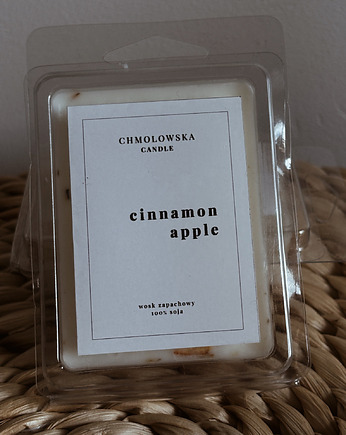 CHMOLOWSKA
CANDLE
cinnamon
apple
wosk zapachowy
100% soja